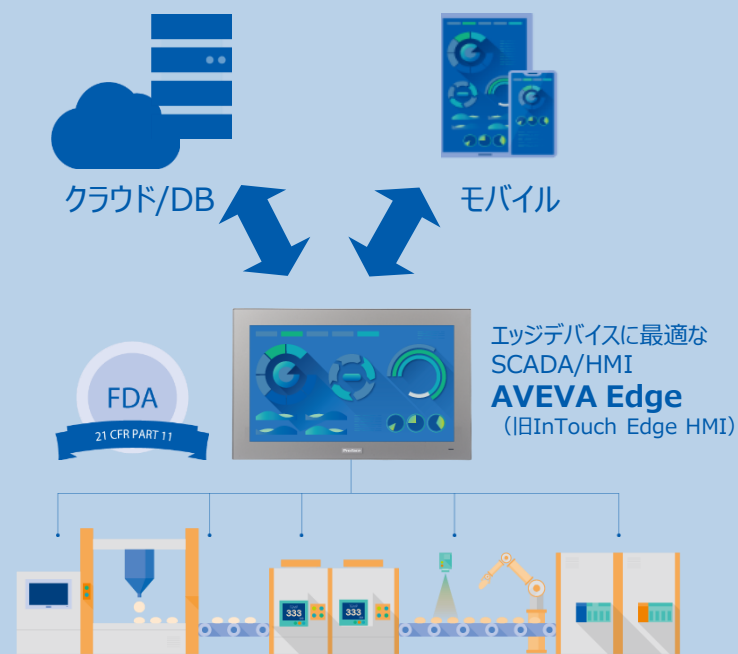 クラウド/DB
モバイル
エッジデバイスに最適な
SCADA/HMI
AVEVA Edge
（旧InTouch Edge HMI）
FDA
21 CFR PART 11
333
333